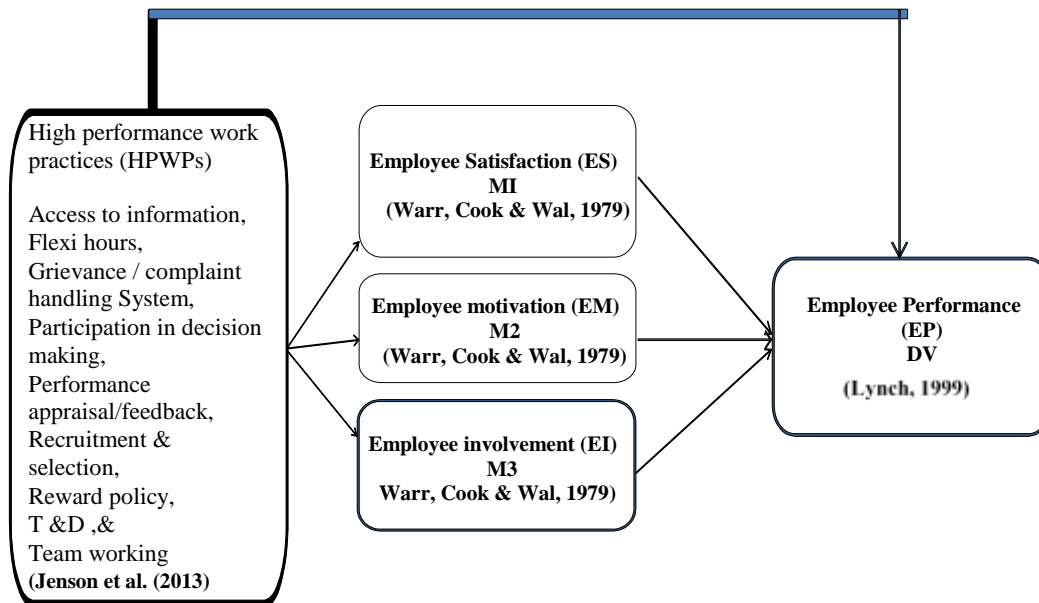 High performance work
practices (HPWPs)
Access to information,
Flexi hours,
Grievance / complaint
handling System,
Participation in decision
making,
Performance
appraisal/feedback,
Recruitment &
selection,
Reward policy,
T &D ,&
Team working
(Jenson et al. (2013)
Employee Satisfaction (ES)
MI
(Warr, Cook & Wal, 1979)
Employee motivation (EM)
M2
(Warr, Cook & Wal, 1979)
Employee involvement (EI)
M3
Warr, Cook & Wal, 1979)
Employee Performance
(EP)
DV
(Lynch, 1999)